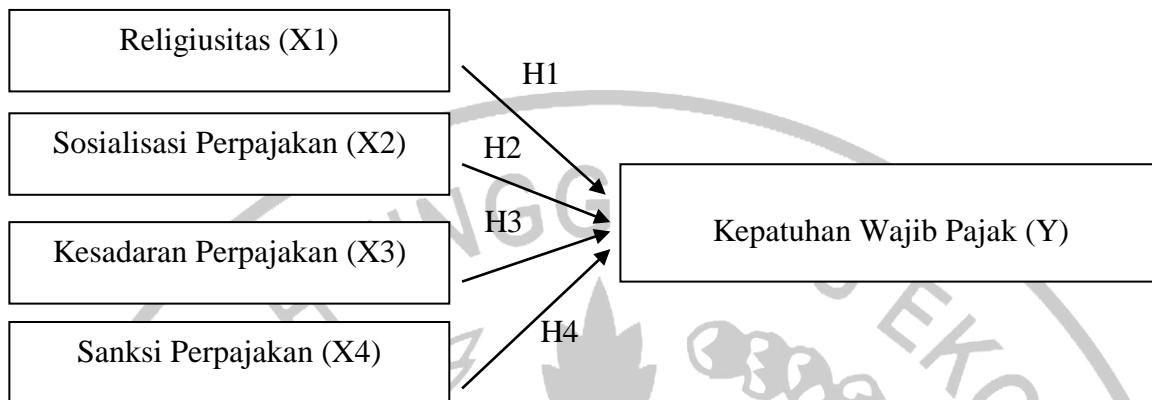 Religiusitas (X1)
H1
Sosialisasi Perpajakan (X2)
H2
Kesadaran Perpajakan (X3)
H3
Kepatuhan Wajib Pajak (Y)
Sanksi Perpajakan (X4)
H4